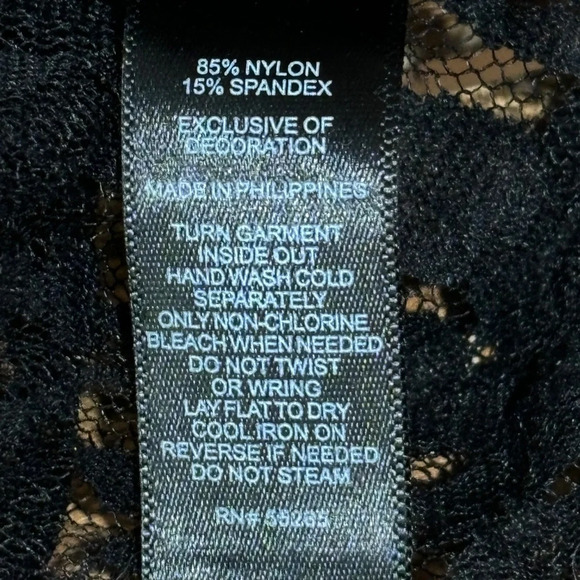 85% NYLON
15% SPANDEX
EXCLUSIVE OF
DECORATION
MADE IN PHILIPPINES
TURN GARMENT
INSIDE OUT
HAND WASH COLD
SEPARATELY
ONLY NON-CHLORINE
BLEACH WHEN NEEDED
DO NOT TWIST
OR WRING
LAY FLAT TO DRY
COOL IRON ON
REVERSE IF NEEDED
DO NOT STEAM
RN#